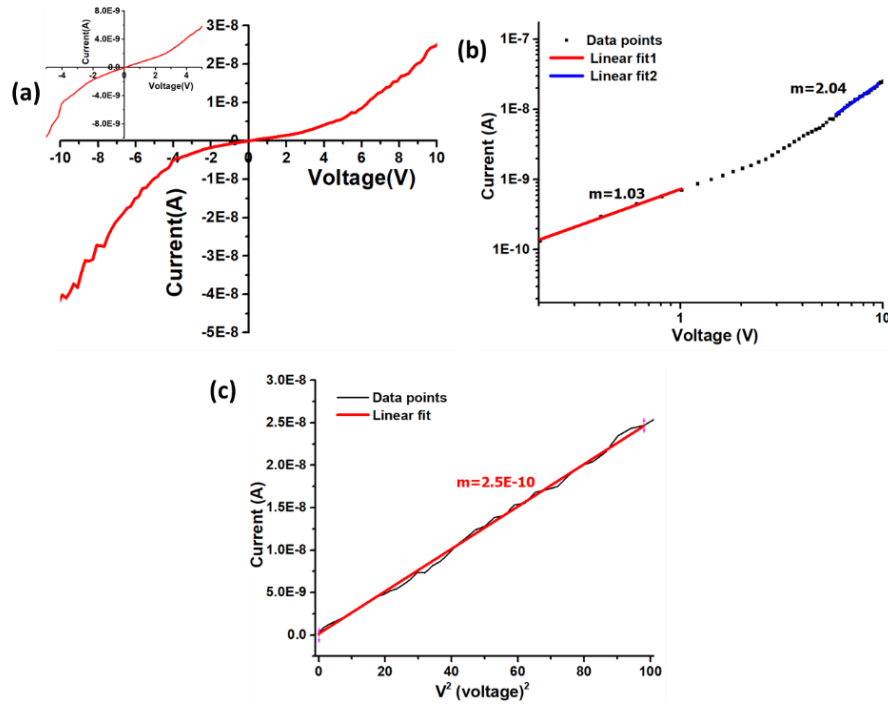 (a)
8.0E-9
4.0E-9
0.0
-4.0E-9
-8.0E-9
Current(A)
-4 -2 0 2 4
Voltage(V)
3E-8
2E-8
1E-8
0
-1E-8
-2E-8
-3E-8
-4E-8
-5E-8
-10 -8 -6 -4 -2 0 2 4 6 8 10
Voltage(V)
Current(A)
(b)
1E-7
1E-8
1E-9
1E-10
Current (A)
Data points
Linear fit1
Linear fit2
m=2.04
m=1.03
1 10
Voltage (V)
(c)
3.0E-8
2.5E-8
2.0E-8
1.5E-8
1.0E-8
5.0E-9
0.0
Current (A)
Data points
Linear fit
m=2.5E-10
0 20 40 60 80 100
V² (voltage)²